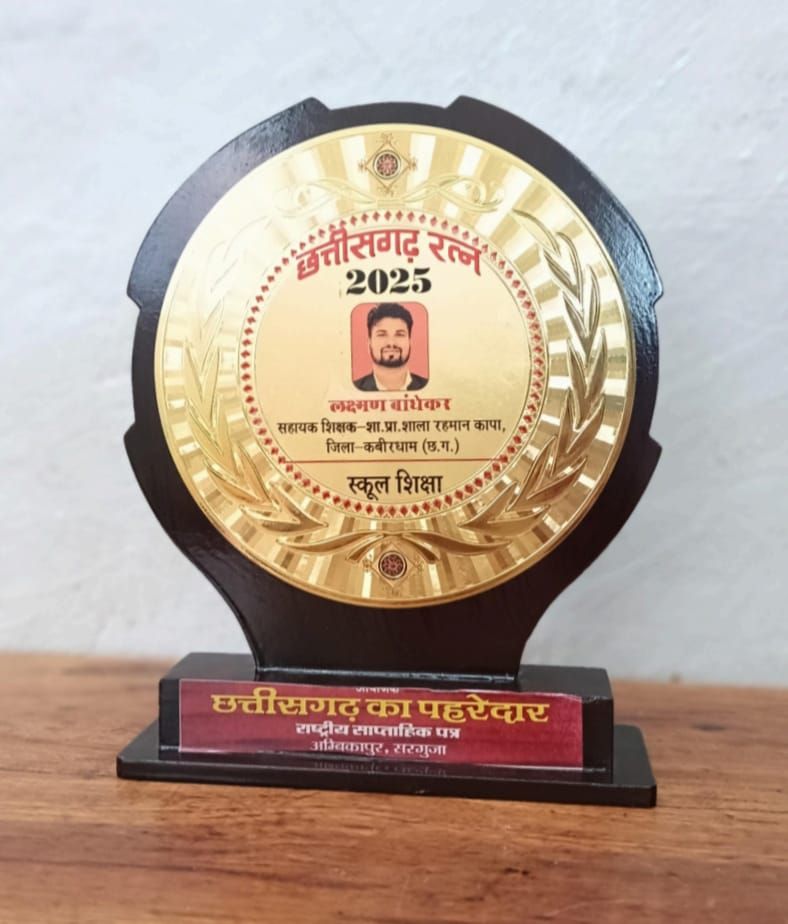 छत्तीसगढ़ रत्न
2025
लक्ष्मण बांधेकर
सहायक शिक्षक-शा.प्रा.शाला रहमान कापा,
जिला-कबीरधाम (छ.ग.)
स्कूल शिक्षा
छत्तीसगढ़ का पहरेदार
राष्ट्रीय साप्ताहिक पत्र
अम्बिकापुर, सरगुजा